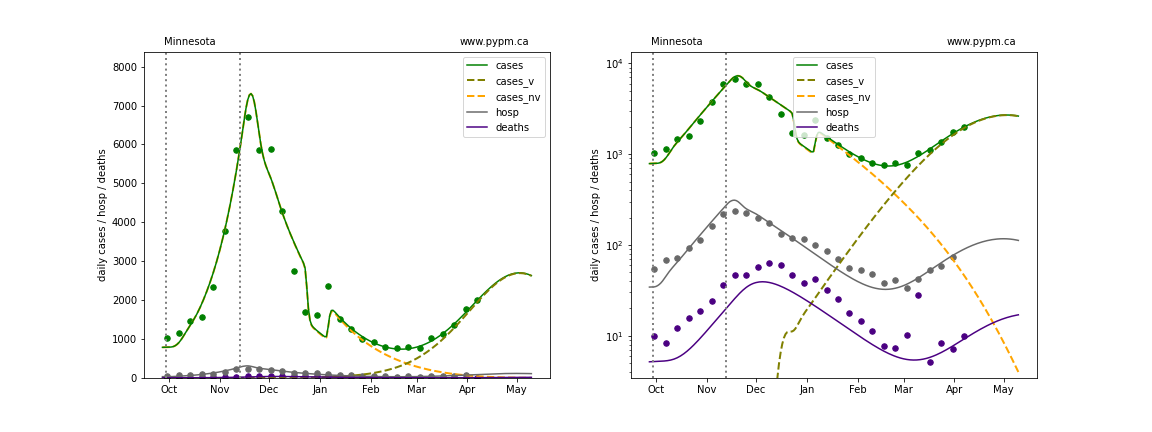 Minnesota www.pypm.ca
8000
7000
6000
5000
4000
3000
2000
1000
0
daily cases / hosp / deaths
cases
cases_v
cases_nv
hosp
deaths
Oct Nov Dec Jan Feb Mar Apr May
Minnesota www.pypm.ca
10^4
10^3
10^2
10^1
daily cases / hosp / deaths
cases
cases_v
cases_nv
hosp
deaths
Oct Nov Dec Jan Feb Mar Apr May